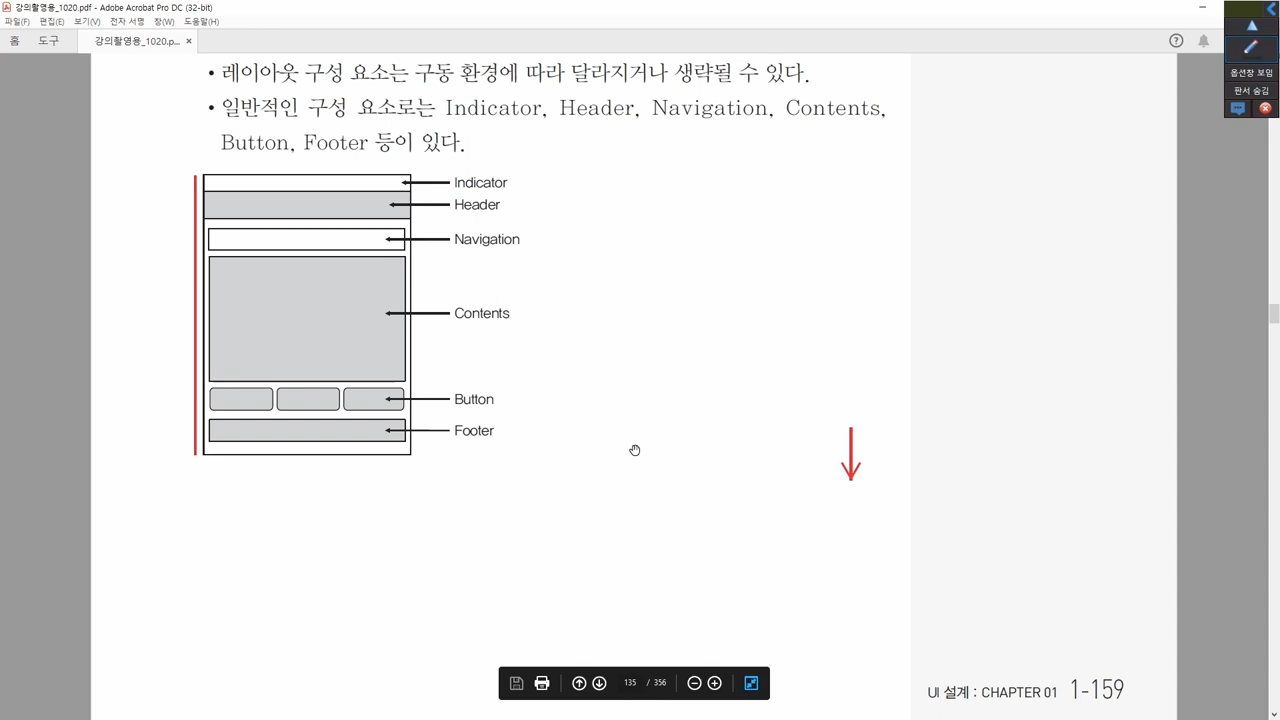 강의촬영용_1020.pdf - Adobe Acrobat Pro DC (32-bit)
파일(F) 편집(E) 보기(V) 전자 서명 창(W) 도움말(H)
홈 도구 강의촬영용_1020.p... ×
옵션창 보임
판서 숨김
• 레이아웃 구성 요소는 구동 환경에 따라 달라지거나 생략될 수 있다.
• 일반적인 구성 요소로는 Indicator, Header, Navigation, Contents,
Button, Footer 등이 있다.
Indicator
Header
Navigation
Contents
Button
Footer
135 / 356
UI 설계 : CHAPTER 01 1-159